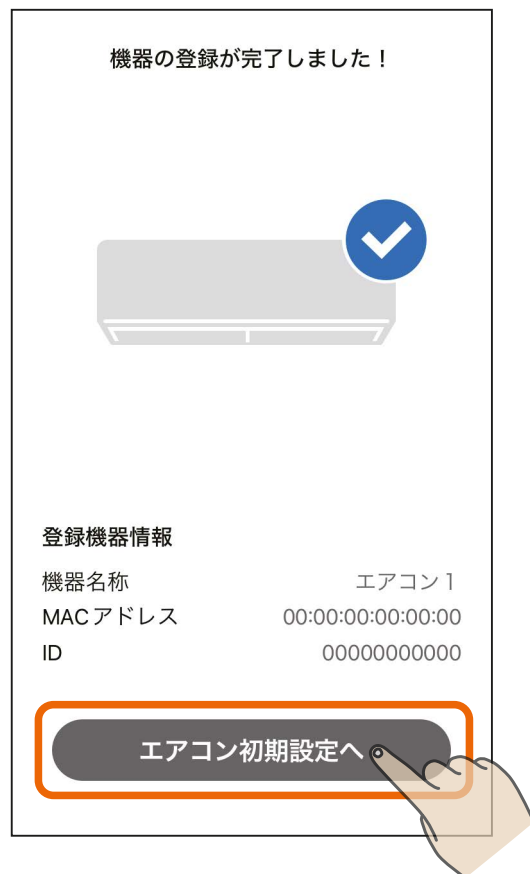 機器の登録が完了しました！
登録機器情報
機器名称 エアコン1
MACアドレス 00:00:00:00:00:00
ID 00000000000
エアコン初期設定へ